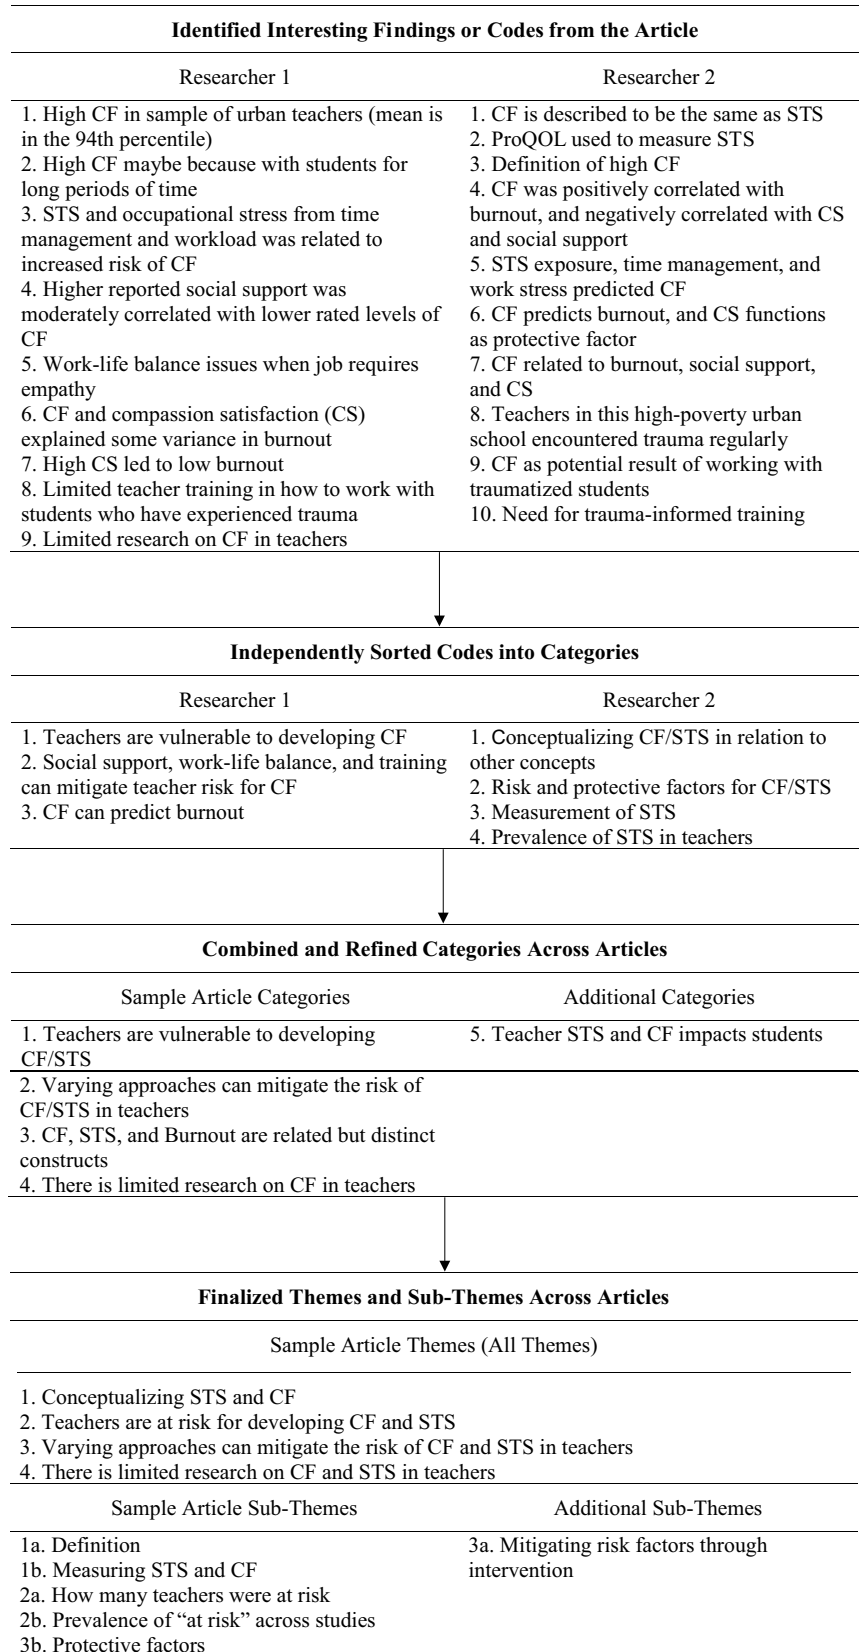 Identified Interesting Findings or Codes from the Article
Researcher 1
1. High CF in sample of urban teachers (mean is
in the 94th percentile)
2. High CF maybe because with students for
long periods of time
3. STS and occupational stress from time
management and workload was related to
increased risk of CF
4. Higher reported social support was
moderately correlated with lower rated levels of
CF
5. Work-life balance issues when job requires
empathy
6. CF and compassion satisfaction (CS)
explained some variance in burnout
7. High CS led to low burnout
8. Limited teacher training in how to work with
students who have experienced trauma
9. Limited research on CF in teachers
Researcher 2
1. CF is described to be the same as STS
2. ProQOL used to measure STS
3. Definition of high CF
4. CF was positively correlated with
burnout, and negatively correlated with CS
and social support
5. STS exposure, time management, and
work stress predicted CF
6. CF predicts burnout, and CS functions
as protective factor
7. CF related to burnout, social support,
and CS
8. Teachers in this high-poverty urban
school encountered trauma regularly
9. CF as potential result of working with
traumatized students
10. Need for trauma-informed training
Independently Sorted Codes into Categories
Researcher 1
1. Teachers are vulnerable to developing CF
2. Social support, work-life balance, and training
can mitigate teacher risk for CF
3. CF can predict burnout
Researcher 2
1. Conceptualizing CF/STS in relation to
other concepts
2. Risk and protective factors for CF/STS
3. Measurement of STS
4. Prevalence of STS in teachers
Combined and Refined Categories Across Articles
Sample Article Categories
1. Teachers are vulnerable to developing
CF/STS
2. Varying approaches can mitigate the risk of
CF/STS in teachers
3. CF, STS, and Burnout are related but distinct
constructs
4. There is limited research on CF in teachers
Additional Categories
5. Teacher STS and CF impacts students
Finalized Themes and Sub-Themes Across Articles
Sample Article Themes (All Themes)
1. Conceptualizing STS and CF
2. Teachers are at risk for developing CF and STS
3. Varying approaches can mitigate the risk of CF and STS in teachers
4. There is limited research on CF and STS in teachers
Sample Article Sub-Themes
1a. Definition
1b. Measuring STS and CF
2a. How many teachers were at risk
2b. Prevalence of “at risk” across studies
3b. Protective factors
Additional Sub-Themes
3a. Mitigating risk factors through
intervention